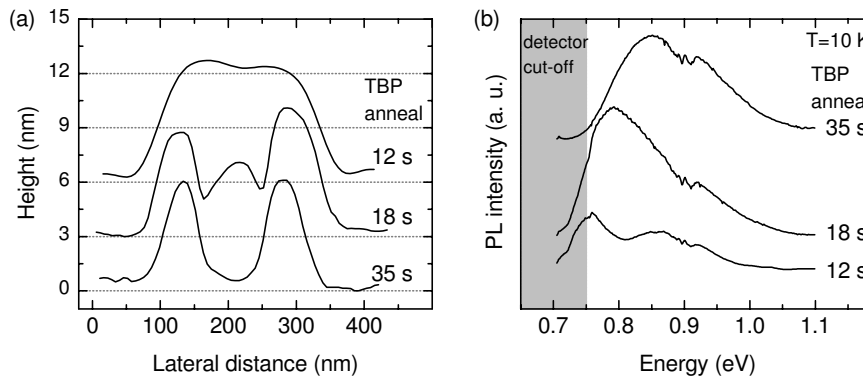 (a)
15
12
9
6
3
0
Height (nm)
TBP
anneal
12 s
18 s
35 s
0 100 200 300 400
Lateral distance (nm)
(b)
detector
cut-off
T=10 K
TBP
anneal
35 s
18 s
12 s
PL intensity (a. u.)
0.7 0.8 0.9 1.0 1.1
Energy (eV)